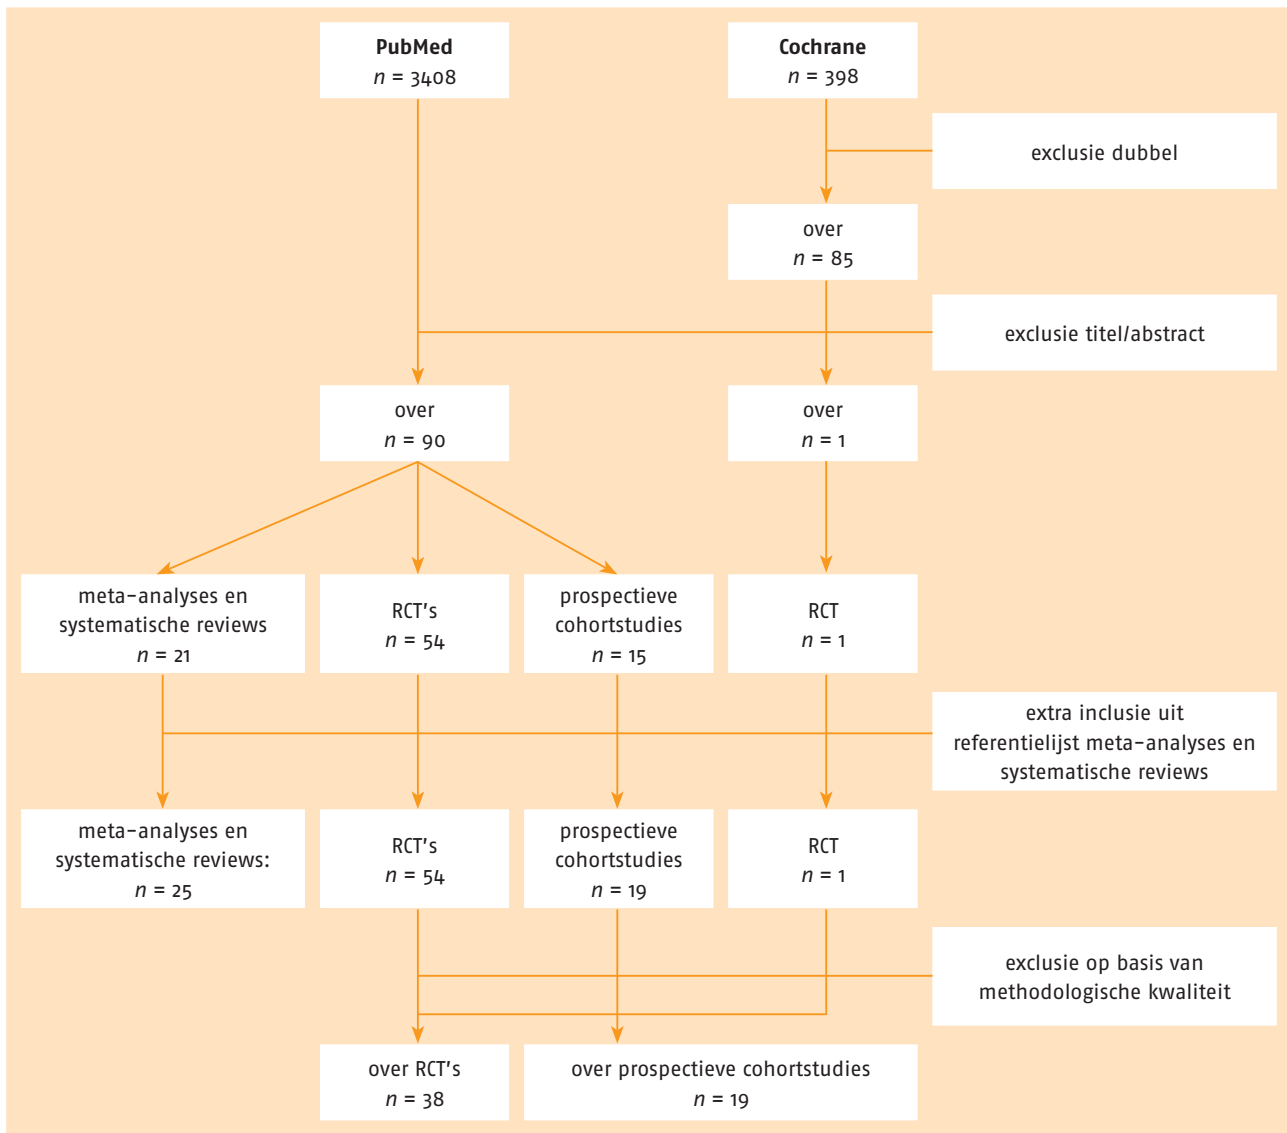 PubMed
n = 3408
Cochrane
n = 398
exclusie dubbel
over
n = 85
exclusie titel/abstract
over
n = 90
over
n = 1
meta-analyses en
systematische reviews
n = 21
RCT's
n = 54
prospectieve
cohortstudies
n = 15
RCT
n = 1
extra inclusie uit
referentielijst meta-analyses en
systematische reviews
meta-analyses en
systematische reviews:
n = 25
RCT's
n = 54
prospectieve
cohortstudies
n = 19
RCT
n = 1
exclusie op basis van
methodologische kwaliteit
over RCT's
n = 38
over prospectieve cohortstudies
n = 19